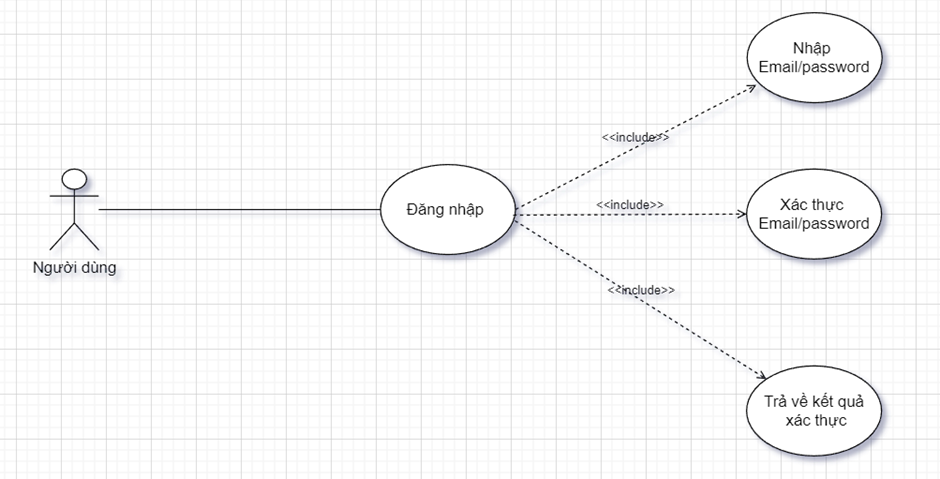 Nhập
Email/password
<<include>>
<<include>>
Xác thực
Email/password
Đăng nhập
Người dùng
<<include>>
Trả về kết quả
xác thực